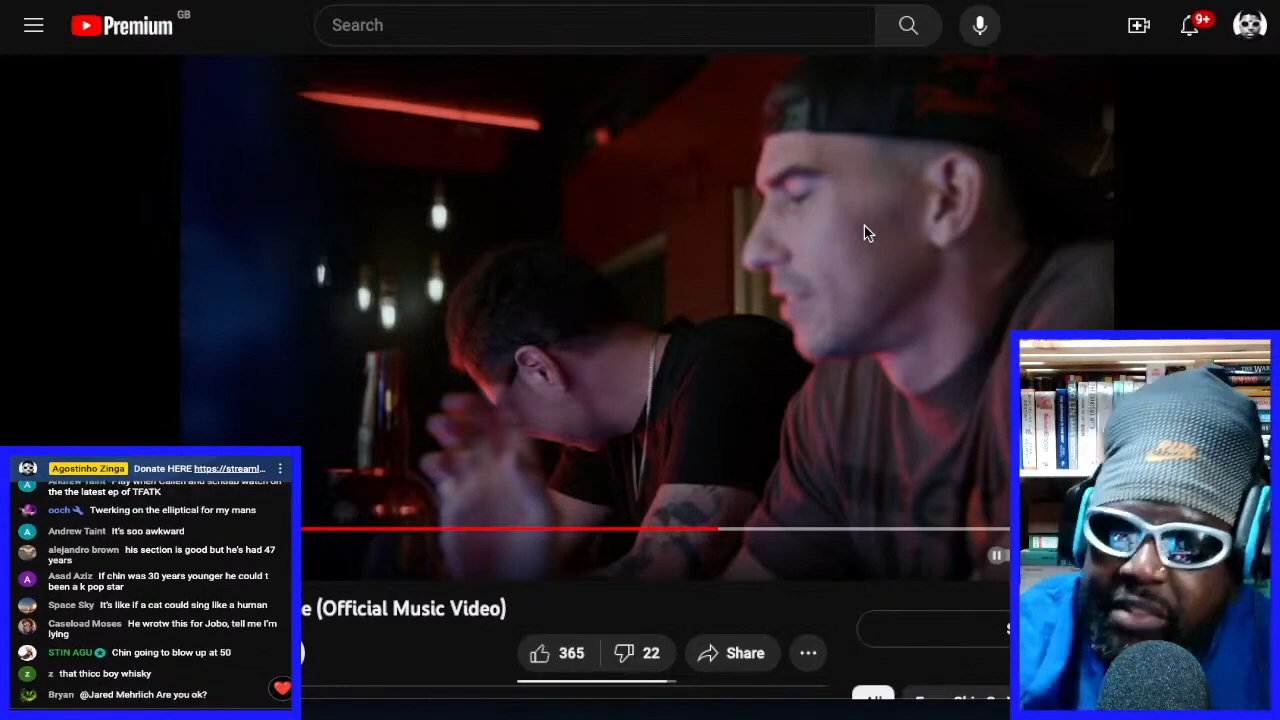 Premium GB
Search
9+
Agostinho Zinga Donate HERE https://streaml...
the the latest ep of TFATK
ooch Twerking on the elliptical for my mans
Andrew Taint It's soo awkward
alejandro brown his section is good but he's had 47
years
Asad Aziz If chin was 30 years younger he could t
been a k pop star
Space Sky It's like if a cat could sing like a human
Caseload Moses He wrotw this for Jobo, tell me I'm
lying
STIN AGU Chin going to blow up at 50
z that thicc boy whisky
Bryan @Jared Mehrlich Are you ok?
e (Official Music Video)
365
22
Share